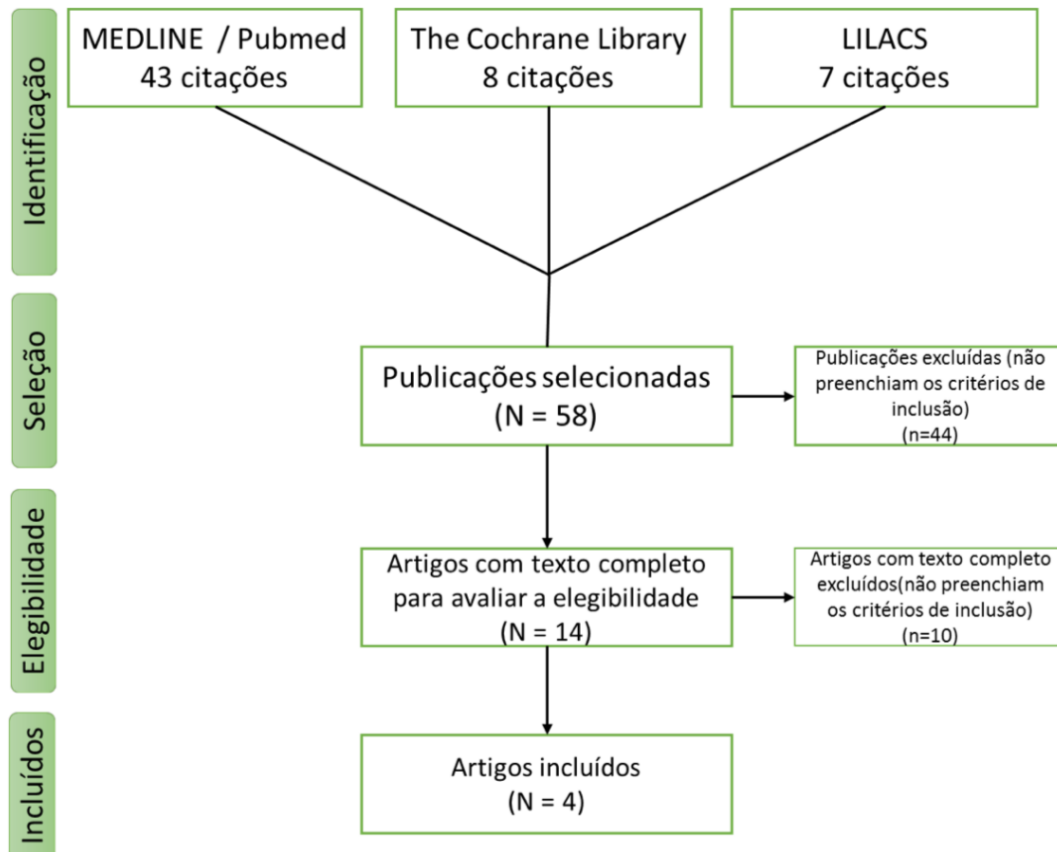 Identificação
MEDLINE / Pubmed
43 citações
The Cochrane Library
8 citações
LILACS
7 citações
Seleção
Publicações selecionadas
(N = 58)
Publicações excluídas (não
preenchiam os critérios de
inclusão)
(n=44)
Elegibilidade
Artigos com texto completo
para avaliar a elegibilidade
(N = 14)
Artigos com texto completo
excluídos(não preenchiam
os critérios de inclusão)
(n=10)
Incluídos
Artigos incluídos
(N = 4)